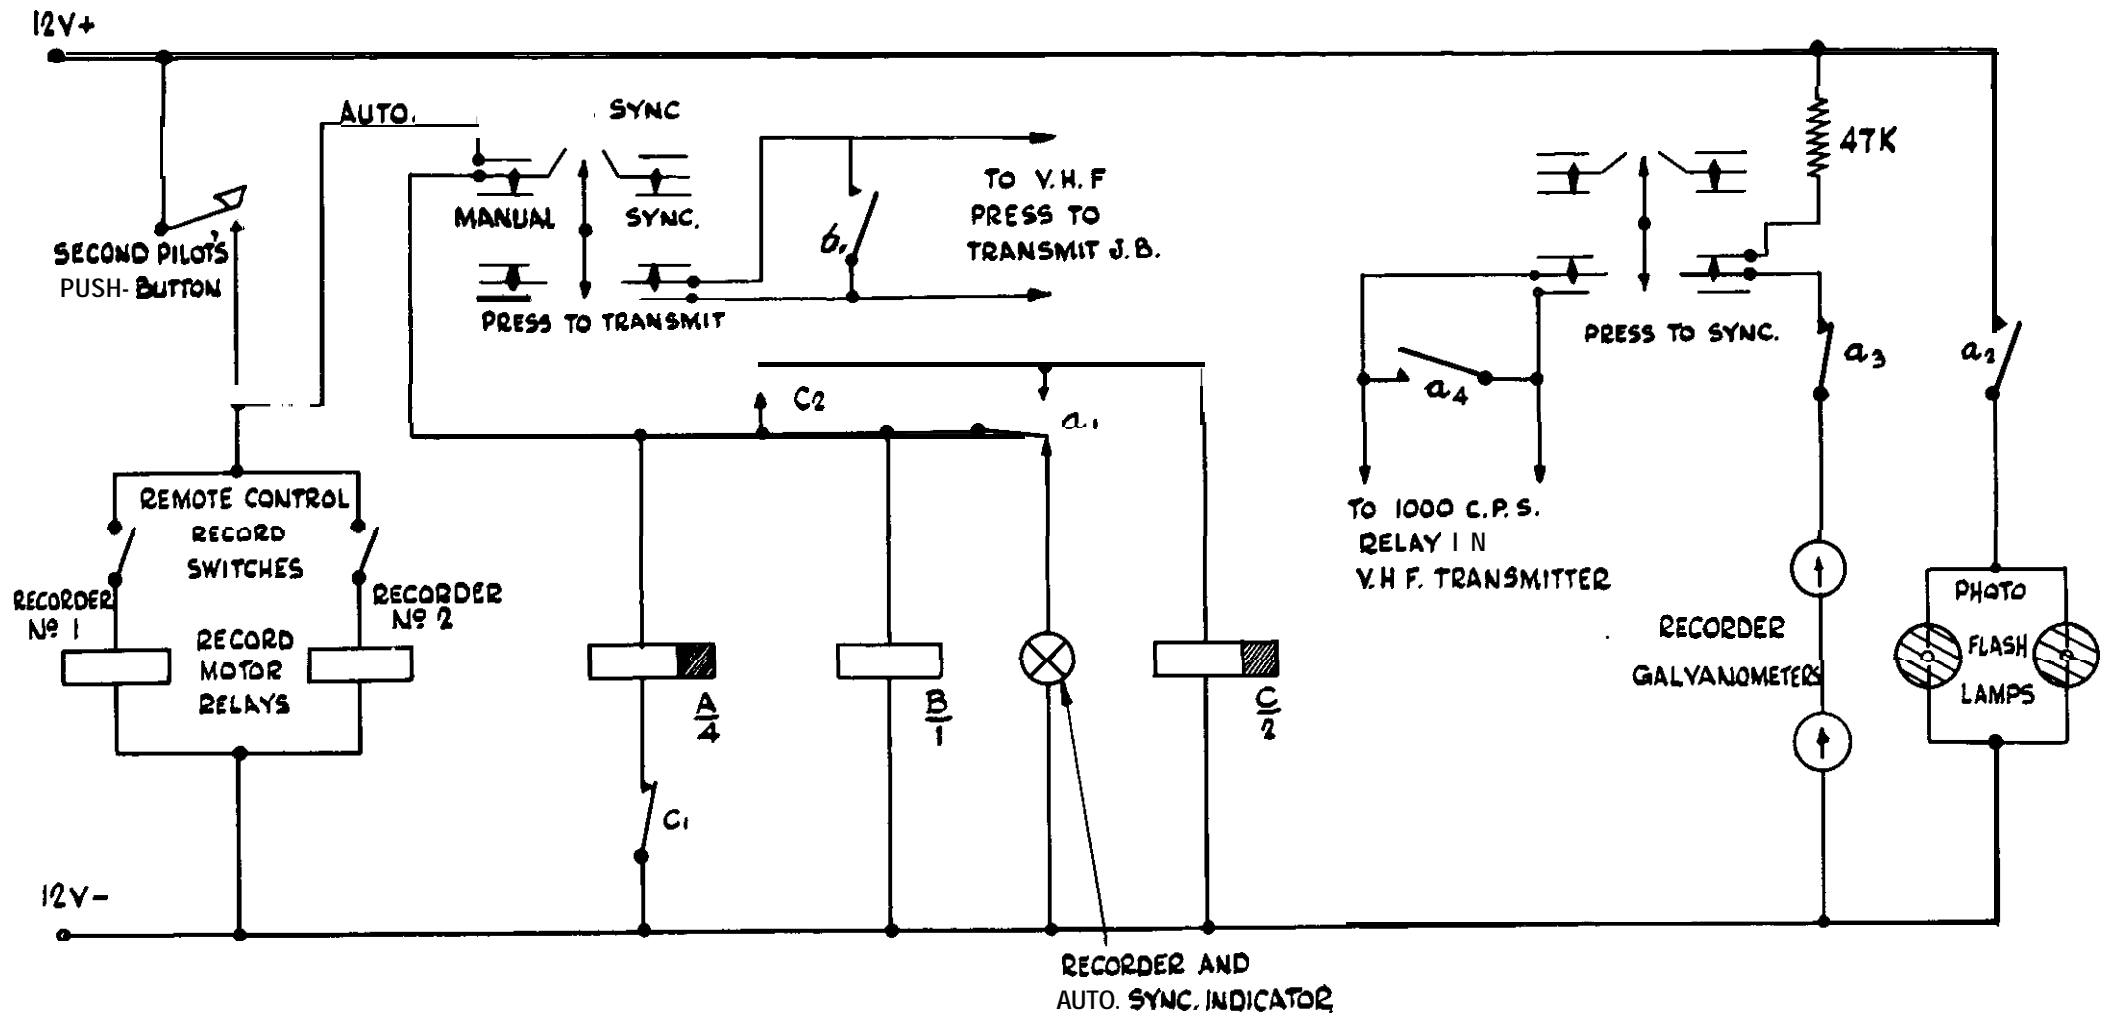 12V+
AUTO.
SYNC
47K
MANUAL
SYNC.
TO V.H.F
PRESS TO
TRANSMIT J.B.
b1
SECOND PILOT'S
PUSH-BUTTON
PRESS TO TRANSMIT
PRESS TO SYNC.
a3
a2
a4
C2
a1
REMOTE CONTROL
RECORD
SWITCHES
TO 1000 C.P.S.
RELAY IN
V.H F. TRANSMITTER
RECORDER
Nº 1
RECORDER
Nº 2
RECORD
MOTOR
RELAYS
A
4
B
1
C
2
RECORDER
GALVANOMETERS
PHOTO
FLASH
LAMPS
C1
12V-
RECORDER AND
AUTO. SYNC. INDICATOR